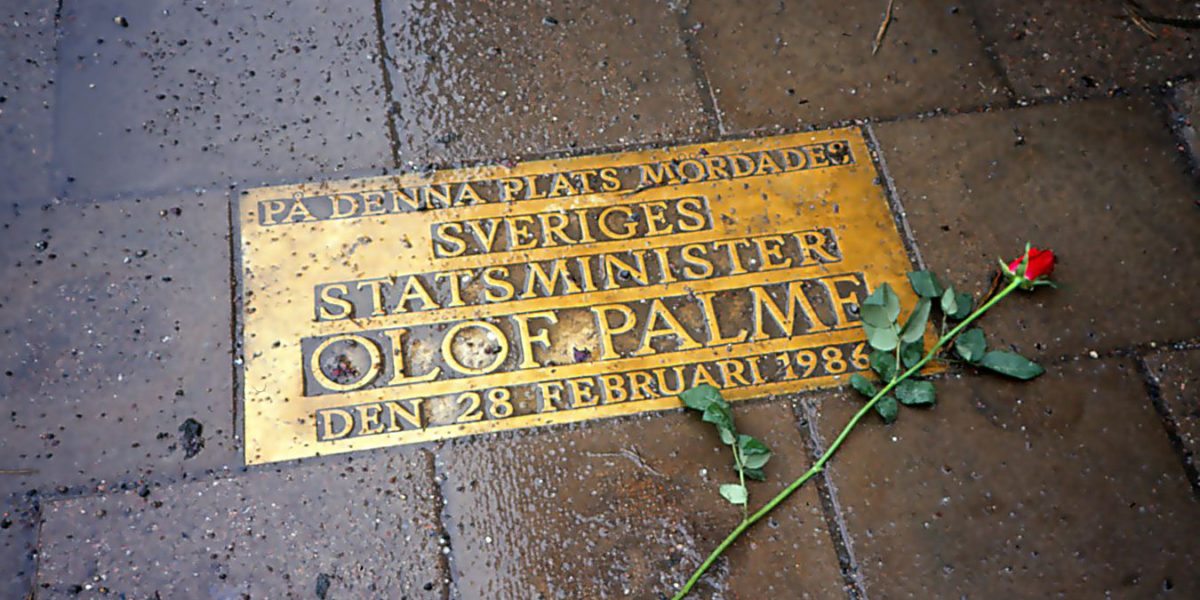 PÅ DENNA PLATS MÖRDADES
SVERIGES
STATSMINISTER
OLOF PALME
DEN 28 FEBRUARI 1986